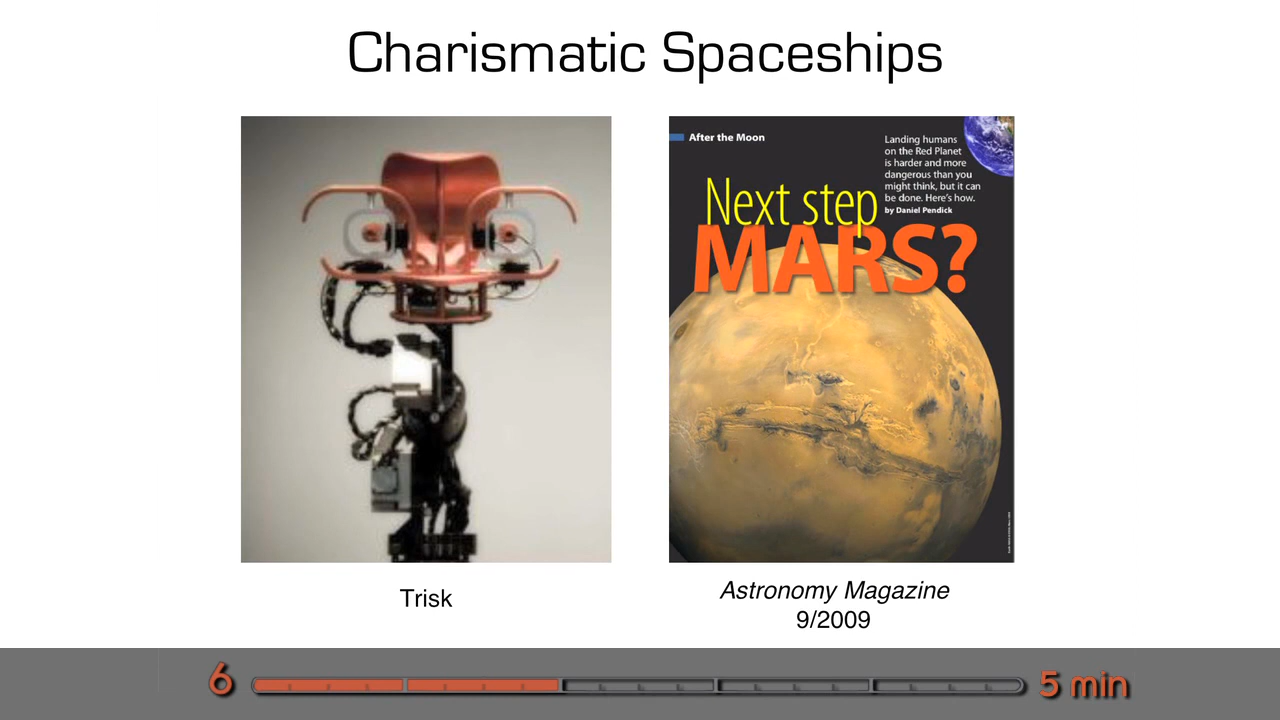 Charismatic Spaceships
After the Moon
Landing humans
on the Red Planet
is harder and more
dangerous than you
might think, but it can
be done. Here's how.
by Daniel Pendick
Next step
MARS?
Trisk
Astronomy Magazine
9/2009
6
5 min